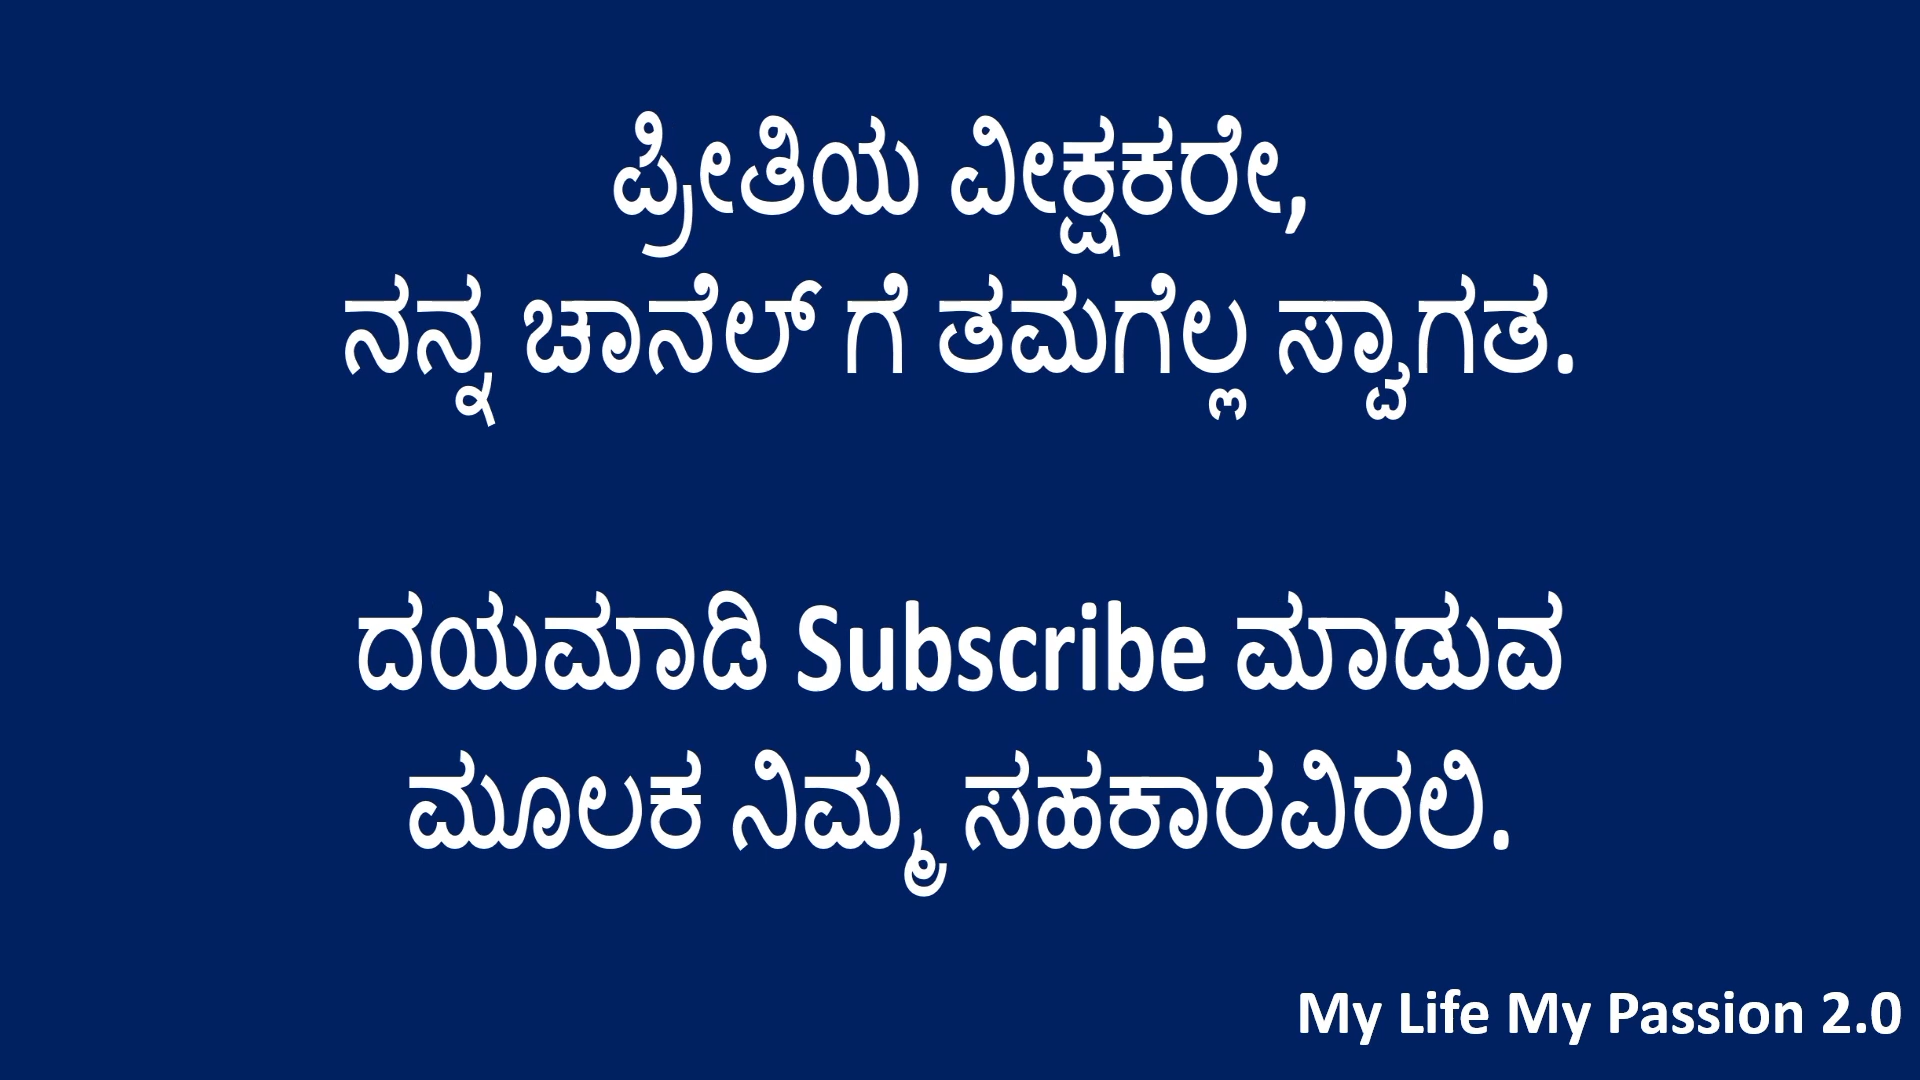 ಪ್ರೀತಿಯ ವೀಕ್ಷಕರೇ,
ನನ್ನ ಚಾನೆಲ್ ಗೆ ತಮಗೆಲ್ಲ ಸ್ವಾಗತ.
ದಯಮಾಡಿ Subscribe ಮಾಡುವ
ಮೂಲಕ ನಿಮ್ಮ ಸಹಕಾರವಿರಲಿ.
My Life My Passion 2.0